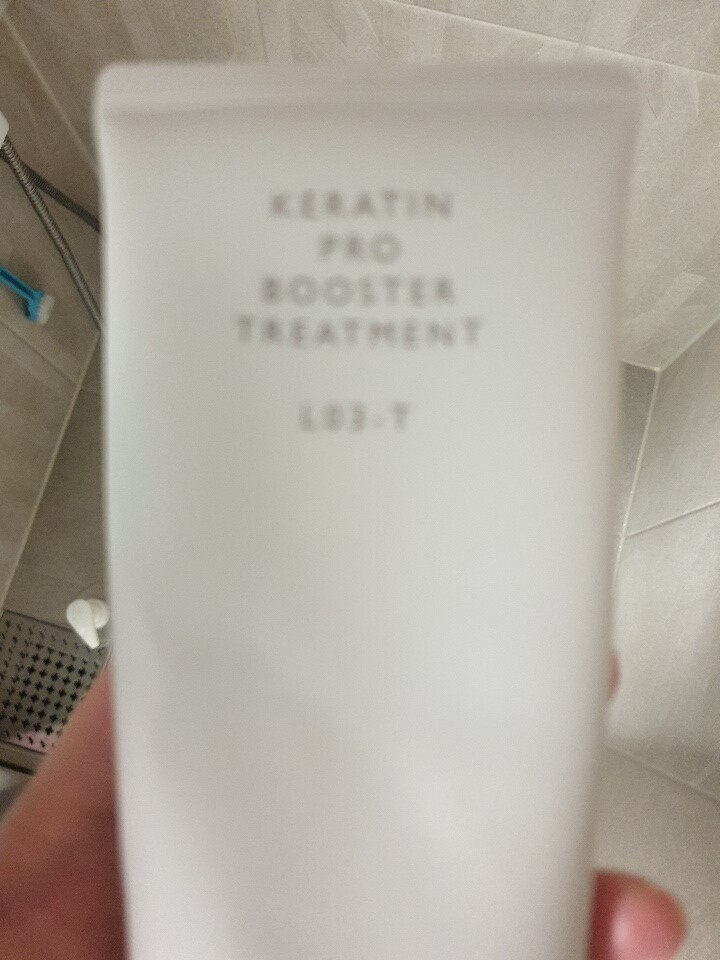 KERATIN
PRO
BOOSTER
TREATMENT
L03-T